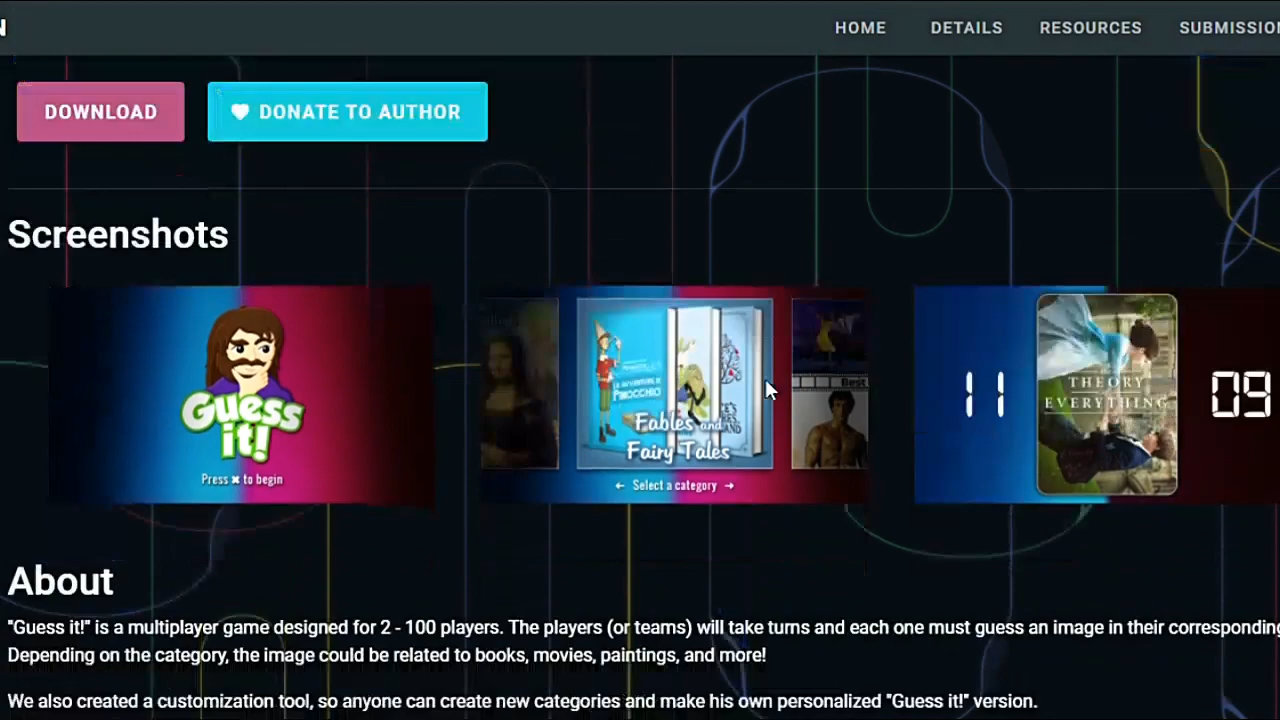 N
HOME DETAILS RESOURCES SUBMISSION
DOWNLOAD DONATE TO AUTHOR
Screenshots
Guess
it!
Press ✖ to begin
PINOCCHIO
Fables and
Fairy Tales
← Select a category →
Best
11
THEORY
EVERYTHING
09
About
"Guess it!" is a multiplayer game designed for 2 - 100 players. The players (or teams) will take turns and each one must guess an image in their corresponding
Depending on the category, the image could be related to books, movies, paintings, and more!
We also created a customization tool, so anyone can create new categories and make his own personalized "Guess it!" version.